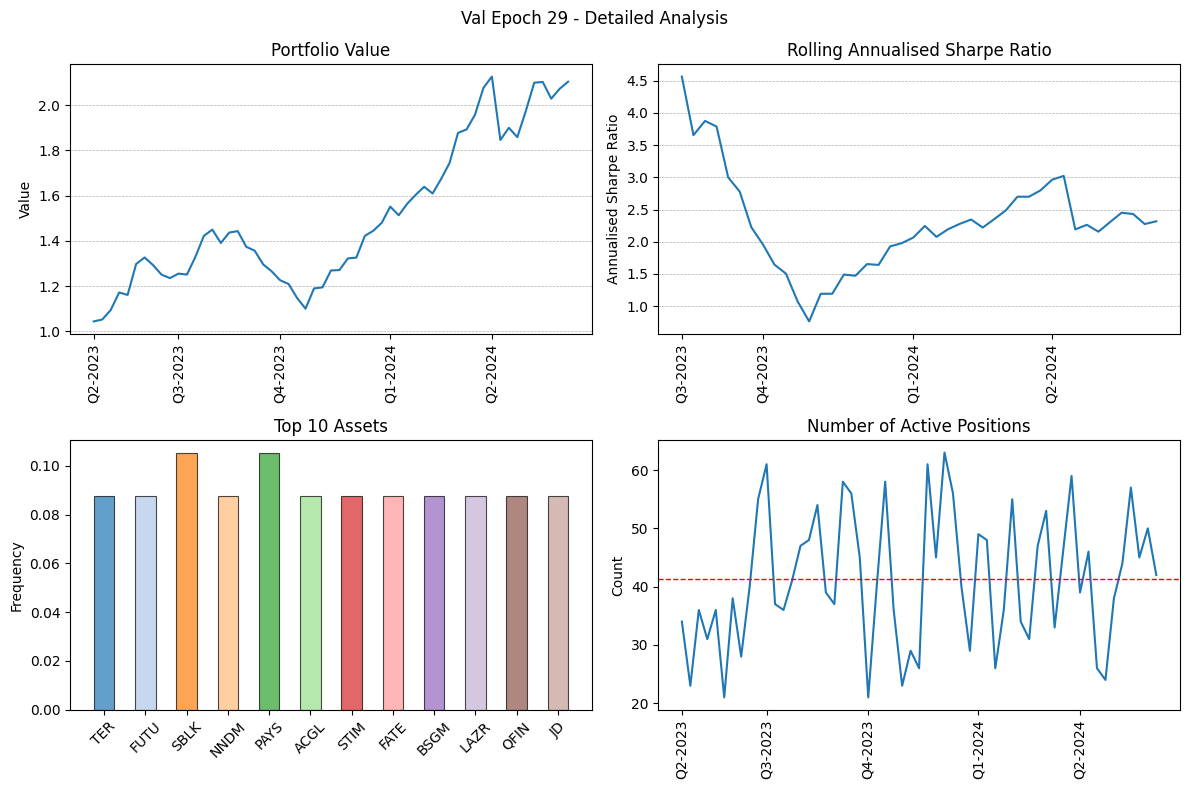 Val Epoch 29 - Detailed Analysis
Portfolio Value
Value
2.0
1.8
1.6
1.4
1.2
1.0
Q2-2023
Q3-2023
Q4-2023
Q1-2024
Q2-2024
Rolling Annualised Sharpe Ratio
Annualised Sharpe Ratio
4.5
4.0
3.5
3.0
2.5
2.0
1.5
1.0
Q3-2023
Q4-2023
Q1-2024
Q2-2024
Top 10 Assets
Frequency
0.10
0.08
0.06
0.04
0.02
0.00
TER
FUTU
SBLK
NNDM
PAYS
ACGL
STIM
FATE
BSGM
LAZR
QFIN
JD
Number of Active Positions
Count
60
50
40
30
20
Q2-2023
Q3-2023
Q4-2023
Q1-2024
Q2-2024